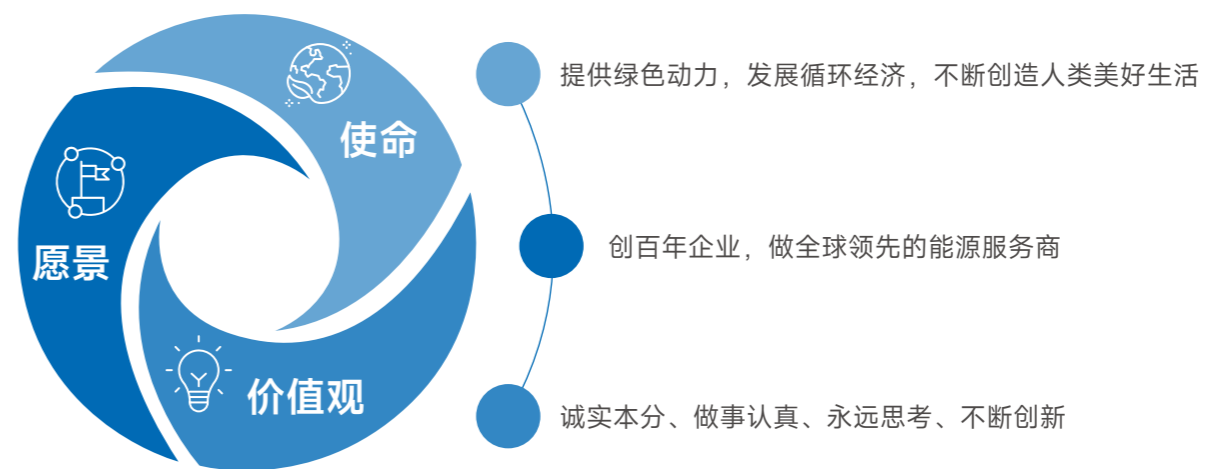 使命
愿景
价值观
提供绿色动力，发展循环经济，不断创造人类美好生活
创百年企业，做全球领先的能源服务商
诚实本分、做事认真、永远思考、不断创新